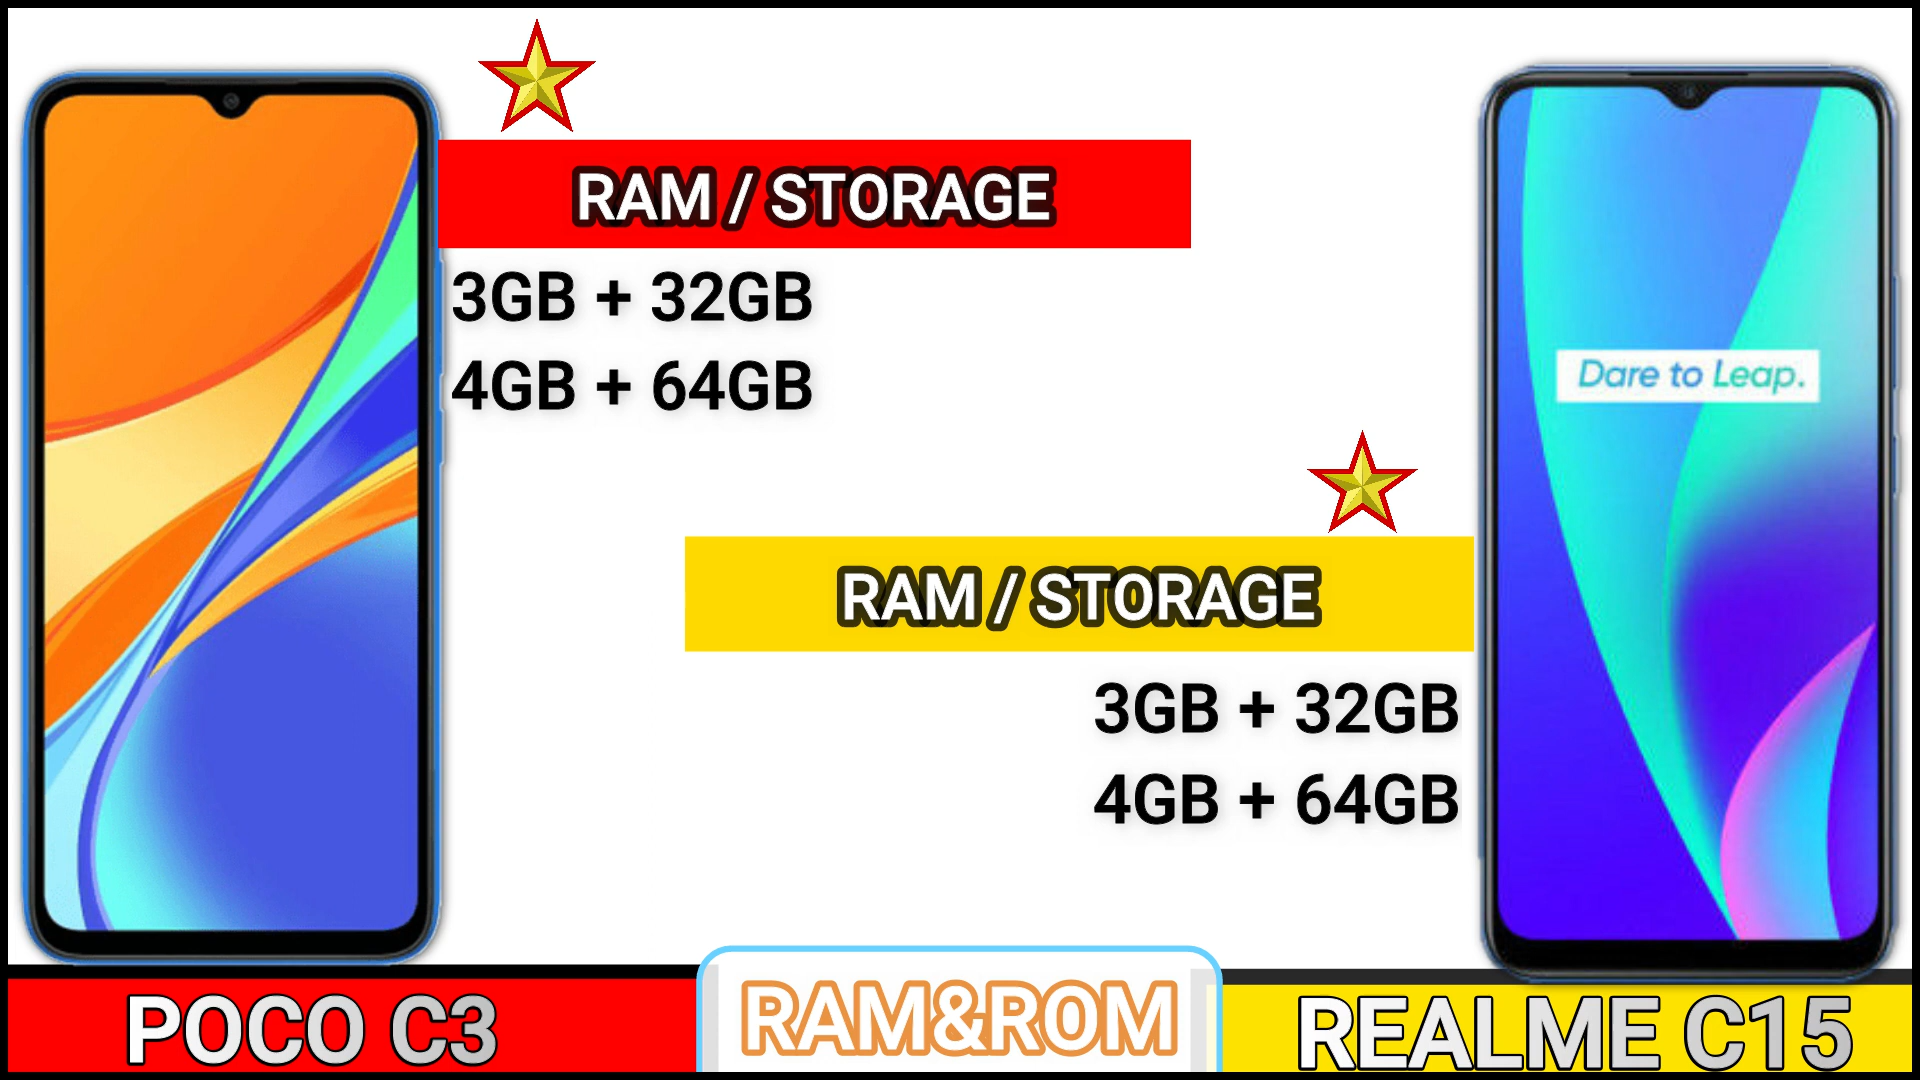 RAM / STORAGE
3GB + 32GB
4GB + 64GB
Dare to Leap.
RAM / STORAGE
3GB + 32GB
4GB + 64GB
POCO C3
RAM&ROM
REALME C15